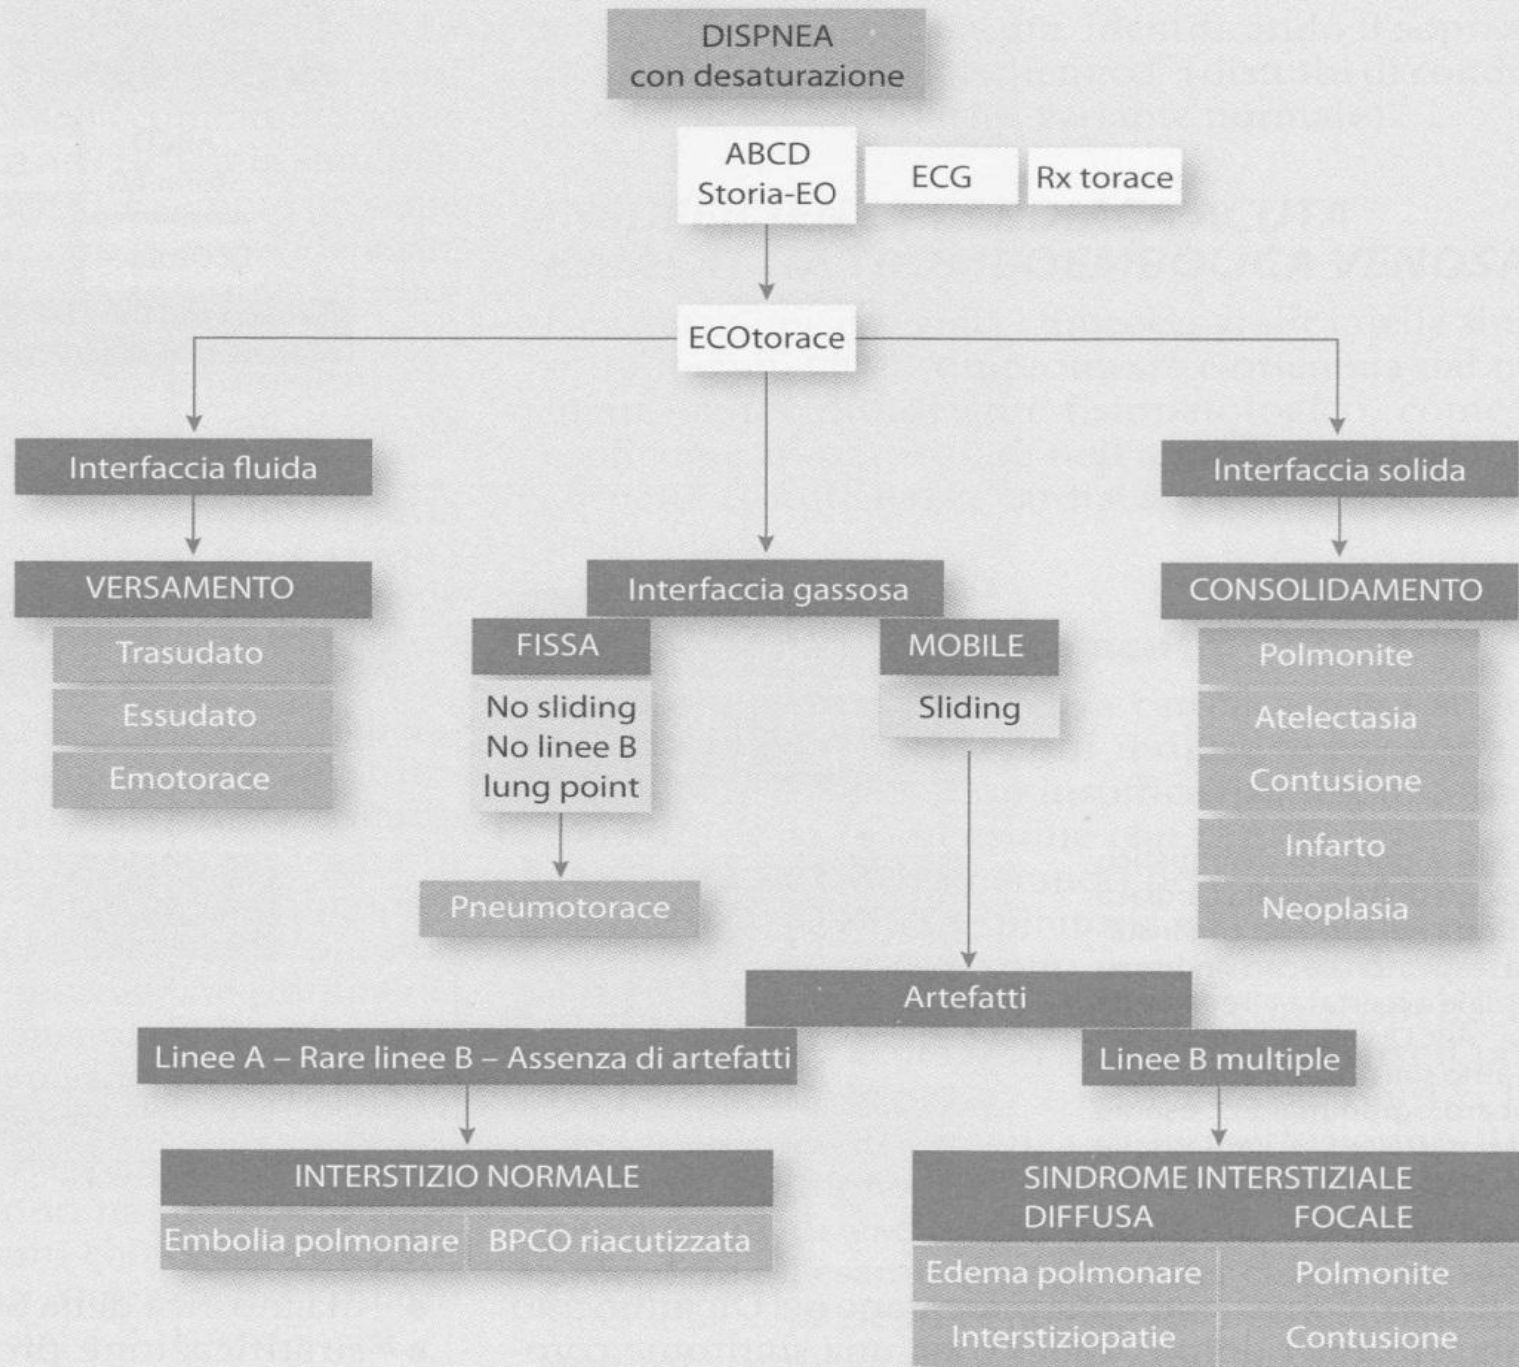 DISPNEA
con desaturazione
ABCD
Storia-EO
ECG
Rx torace
ECOtorace
Interfaccia fluida
VERSAMENTO
Trasudato
Essudato
Emotorace
Interfaccia gassosa
FISSA
No sliding
No linee B
lung point
Pneumotorace
MOBILE
Sliding
Interfaccia solida
CONSOLIDAMENTO
Polmonite
Atelectasia
Contusione
Infarto
Neoplasia
Artefatti
Linee A – Rare linee B – Assenza di artefatti
INTERSTIZIO NORMALE
Embolia polmonare
BPCO riacutizzata
Linee B multiple
SINDROME INTERSTIZIALE
DIFFUSA
FOCALE
Edema polmonare
Polmonite
Interstiziopatie
Contusione